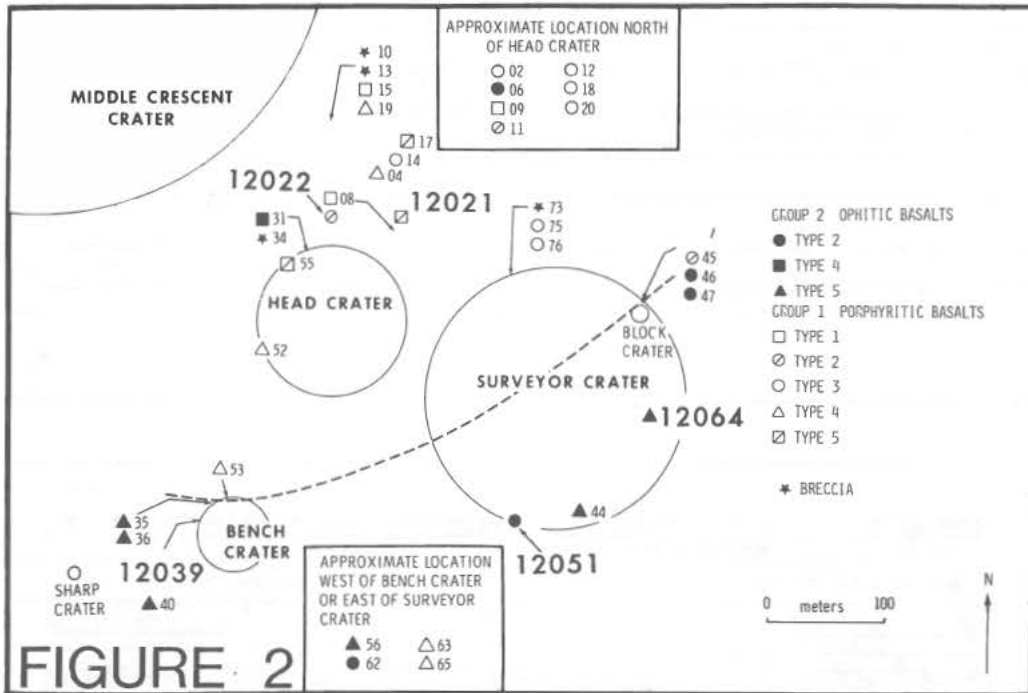 MIDDLE CRESCENT
CRATER
10
13
15
19
17
14
04
APPROXIMATE LOCATION NORTH
OF HEAD CRATER
02 12
06 18
09 20
11
12022
08
12021
31
34
55
HEAD CRATER
52
73
75
76
45
46
47
BLOCK
CRATER
SURVEYOR CRATER
12064
GROUP 2 OPHITIC BASALTS
TYPE 2
TYPE 4
TYPE 5
GROUP 1 PORPHYRITIC BASALTS
TYPE 1
TYPE 2
TYPE 3
TYPE 4
TYPE 5
BRECCIA
53
35
36
BENCH
CRATER
12039
SHARP
CRATER
40
44
12051
APPROXIMATE LOCATION
WEST OF BENCH CRATER
OR EAST OF SURVEYOR
CRATER
56 63
62 65
0 meters 100
N
FIGURE 2